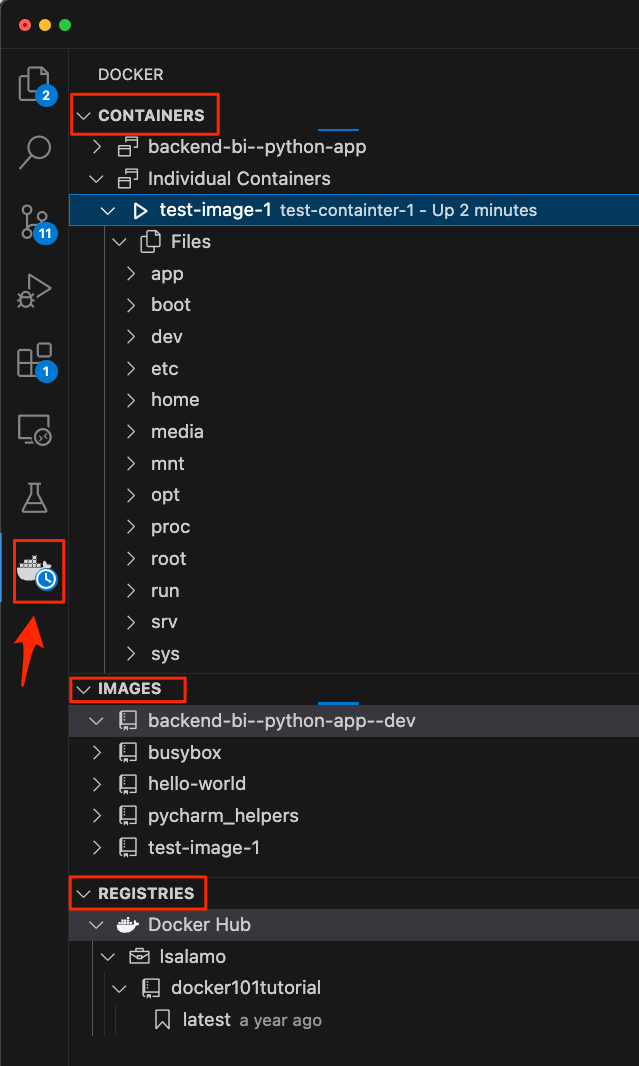 DOCKER
2
CONTAINERS
backend-bi--python-app
Individual Containers
test-image-1 test-containter-1 - Up 2 minutes
11
Files
app
boot
dev
etc
1
home
media
mnt
opt
proc
root
run
srv
sys
IMAGES
backend-bi--python-app--dev
busybox
hello-world
pycharm_helpers
test-image-1
REGISTRIES
Docker Hub
lsalamo
docker101tutorial
latest a year ago